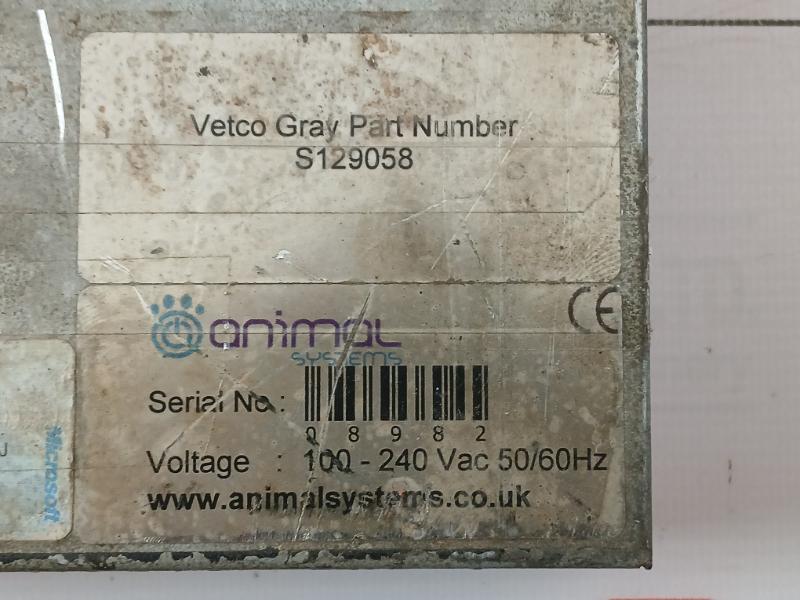 Vetco Gray Part Number
S129058
animal
SYSTEMS
CE
Serial No :
08982
Voltage : 100 - 240 Vac 50/60Hz
www.animalsystems.co.uk
Microsoft